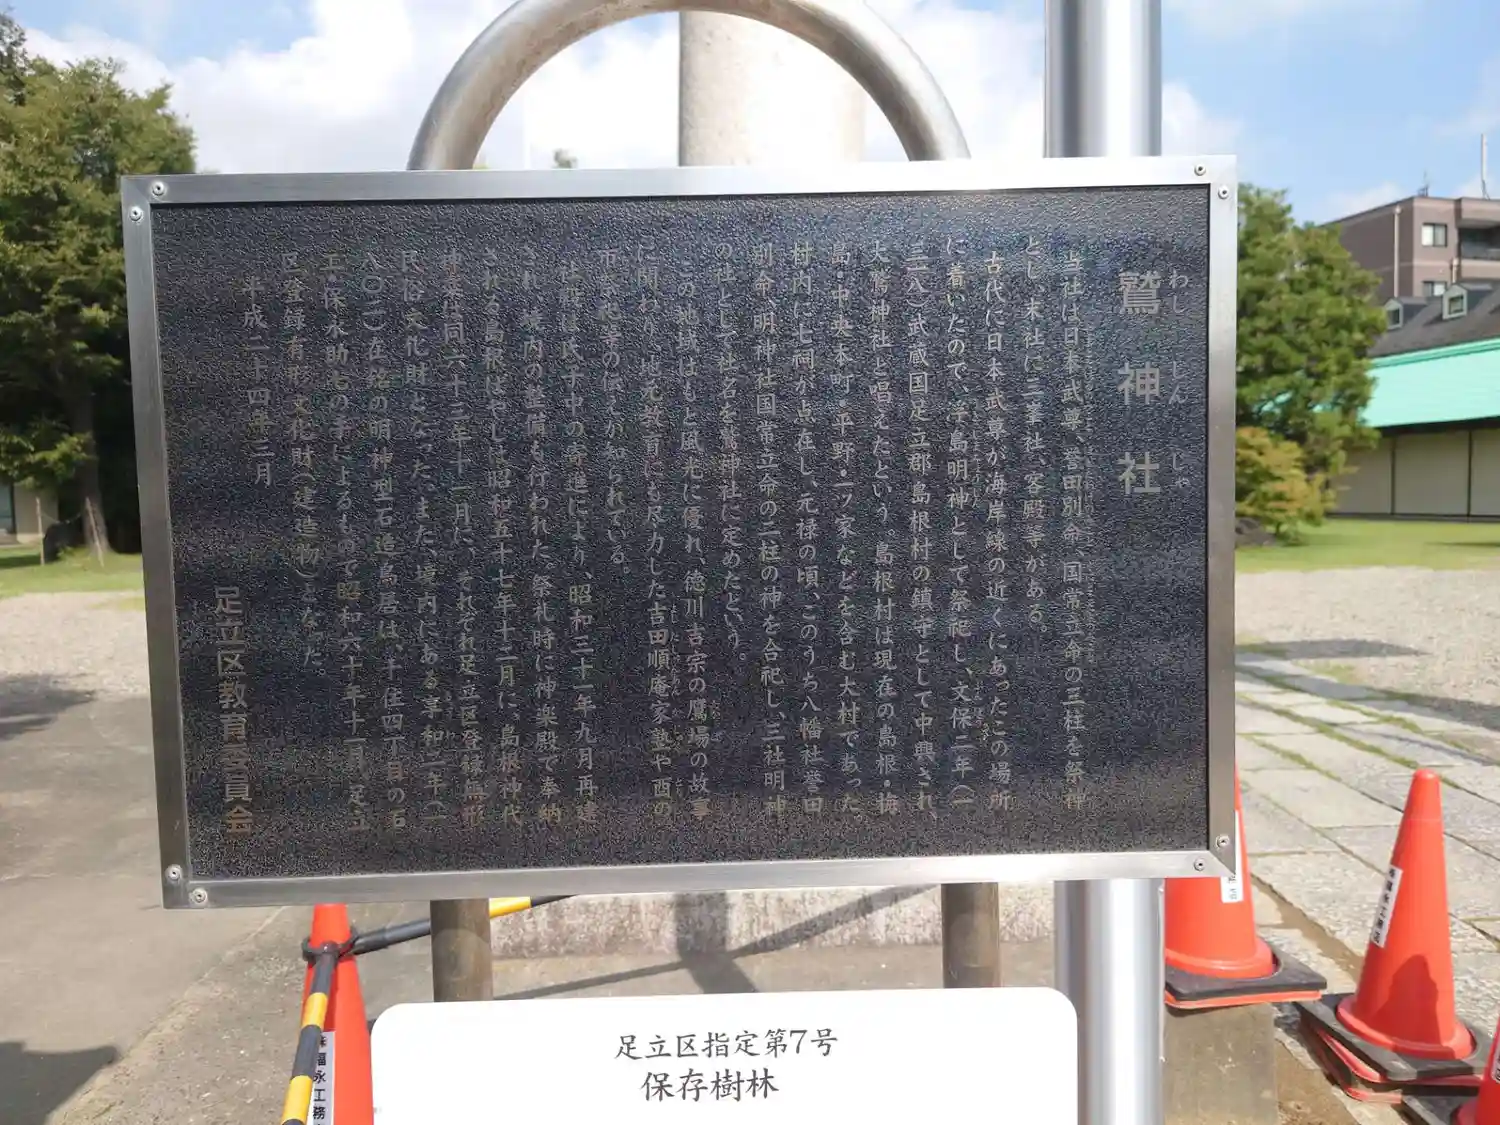 鷲神社
わし じん じゃ
当社は日本武尊、誉田別命、国常立命の三柱を祭神
とし、末社に三峯社、客殿等がある。
古代に日本武尊が海岸線の近くにあったこの場所
に着いたので、浮島明神として祭祀し、文保二年(一
三一八)武蔵国足立郡島根村の鎮守として中興され、
大鷲神社と唱えたという。島根村は現在の島根・梅
島・中央本町・平野・一ツ家などを含む大村であった。
村内に七祠が点在し、元禄の頃、このうち八幡社誉田
別命、明神社国常立命の二柱の神を合祀し、三社明神
の社として社名を鷲神社に定めたという。
この地域はもと風光に優れ、徳川吉宗の鷹場の故事
に関わり、地元教育にも尽力した吉田順庵家塾や酉の
市発祥の伝えが知られている。
社殿は氏子中の寄進により、昭和三十一年九月再建
され、境内の整備も行われた。祭礼時に神楽殿で奉納
される島根ばやしは昭和五十七年十二月に、島根神代
神楽は同六十三年十一月に、それぞれ足立区登録無形
民俗文化財となった。また、境内にある享和二年(一
八〇二)在銘の明神型石造鳥居は、千住四丁目の石
工・保永助七の手によるもので昭和六十年十一月、足立
区登録有形文化財(建造物)となった。
平成二十四年三月
足立区教育委員会
足立区指定第7号
保存樹林
福永工務